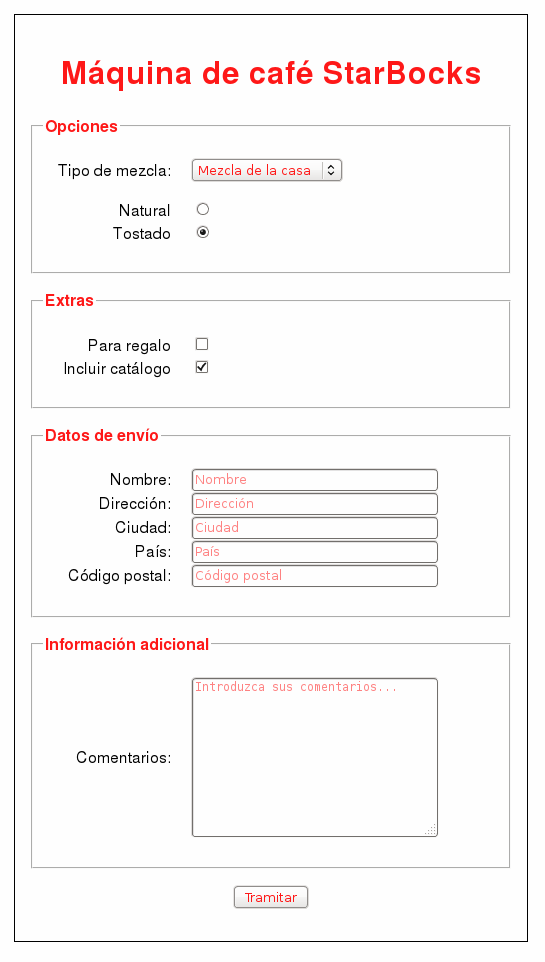 Máquina de café StarBocks
Opciones
Tipo de mezcla: Mezcla de la casa
Natural
Tostado
Extras
Para regalo
Incluir catálogo
Datos de envío
Nombre: Nombre
Dirección: Dirección
Ciudad: Ciudad
País: País
Código postal: Código postal
Información adicional
Introduzca sus comentarios...
Comentarios:
Tramitar